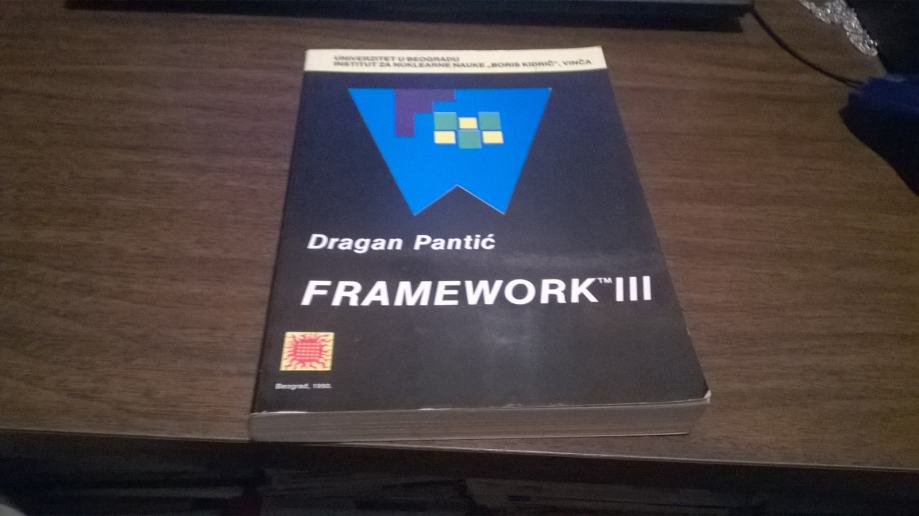 UNIVERZITET U BEOGRADU
INSTITUT ZA NUKLEARNE NAUKE „BORIS KIDRIČ“, VINČA
Dragan Pantić
FRAMEWORK™III
Beograd, 1990.